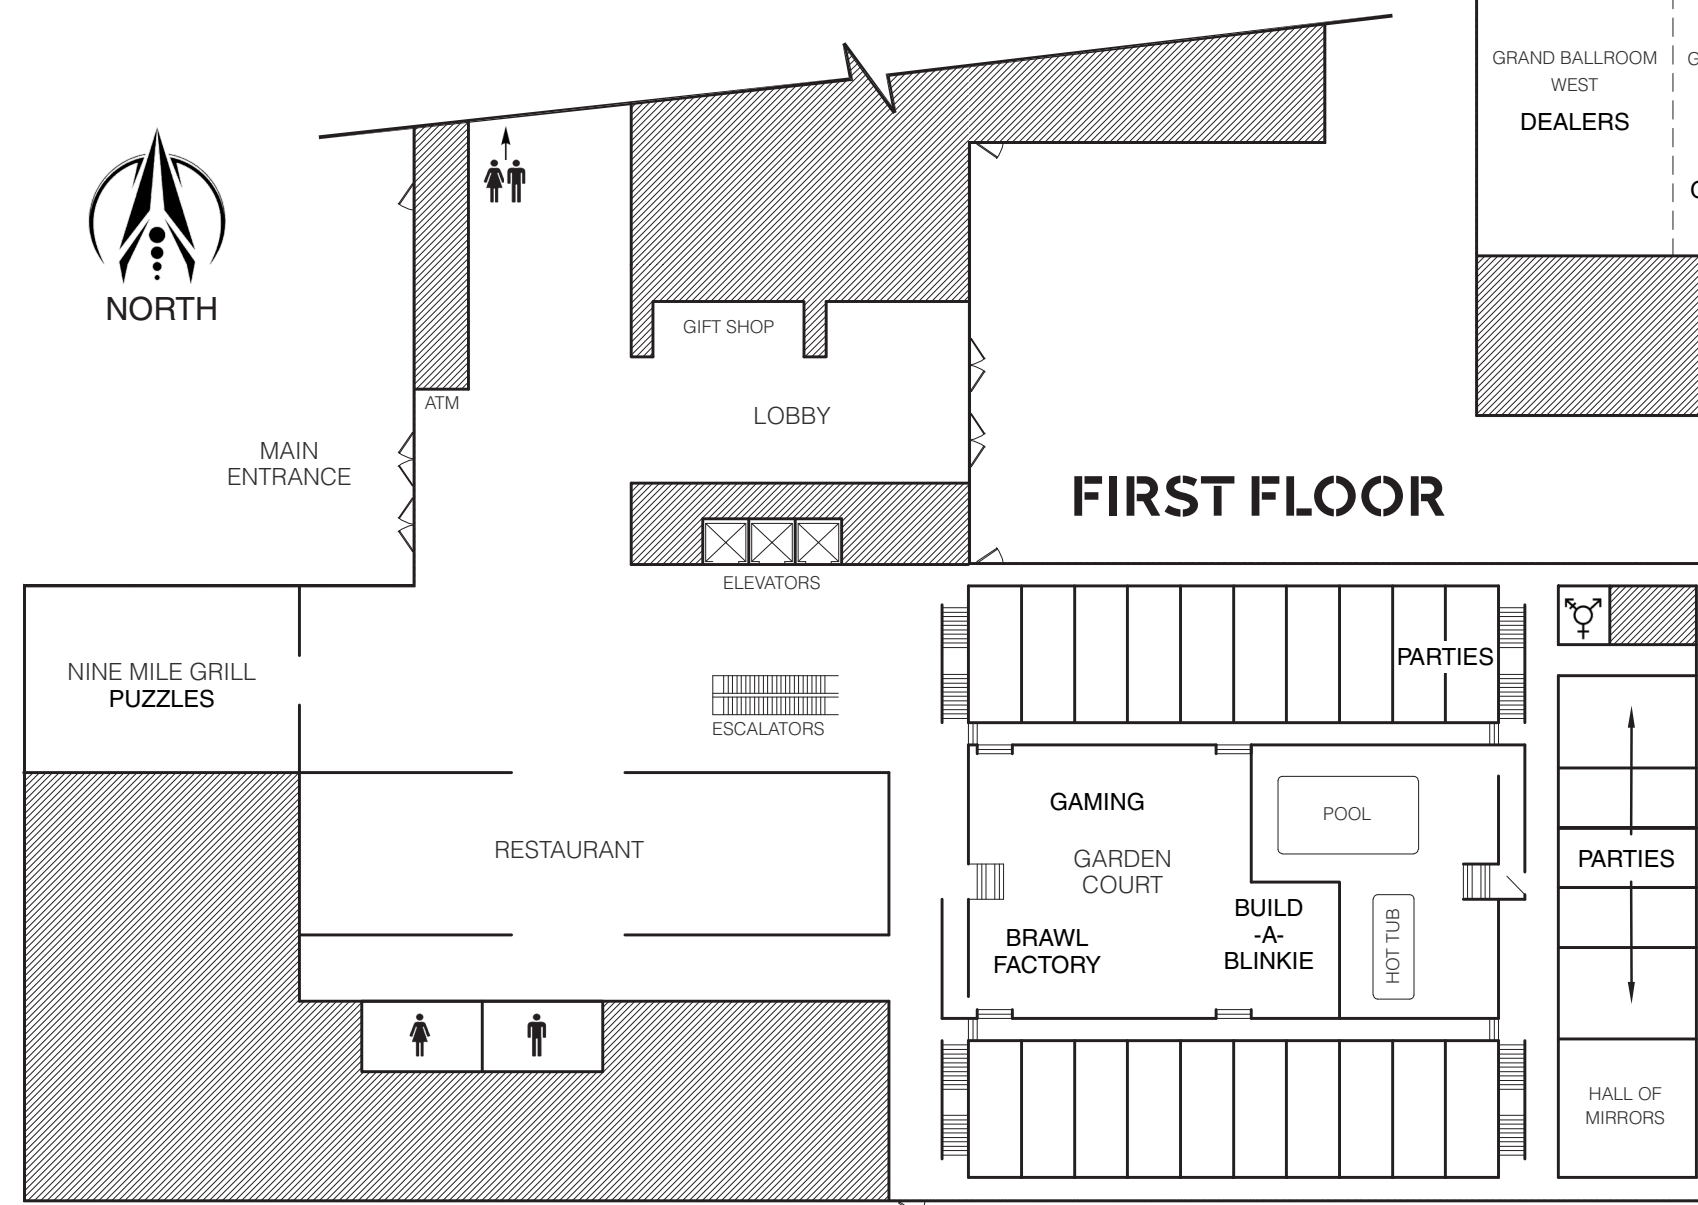 GRAND BALLROOM
WEST
DEALERS
NORTH
GIFT SHOP
ATM
LOBBY
MAIN
ENTRANCE
FIRST FLOOR
ELEVATORS
NINE MILE GRILL
PUZZLES
PARTIES
ESCALATORS
GAMING
POOL
RESTAURANT
GARDEN
COURT
PARTIES
BUILD
-A-
BLINKIE
BRAWL
FACTORY
HOT TUB
HALL OF
MIRRORS